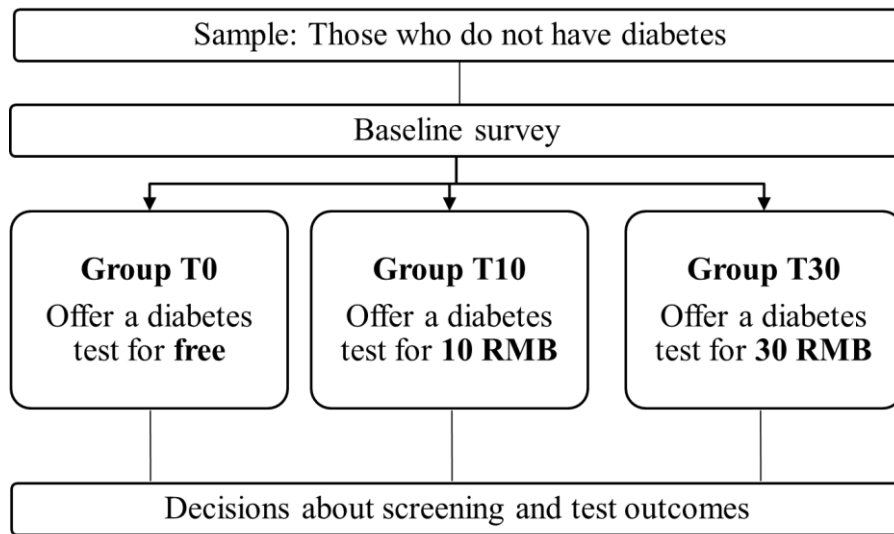 Sample: Those who do not have diabetes
Baseline survey
Group T0
Offer a diabetes
test for free
Group T10
Offer a diabetes
test for 10 RMB
Group T30
Offer a diabetes
test for 30 RMB
Decisions about screening and test outcomes